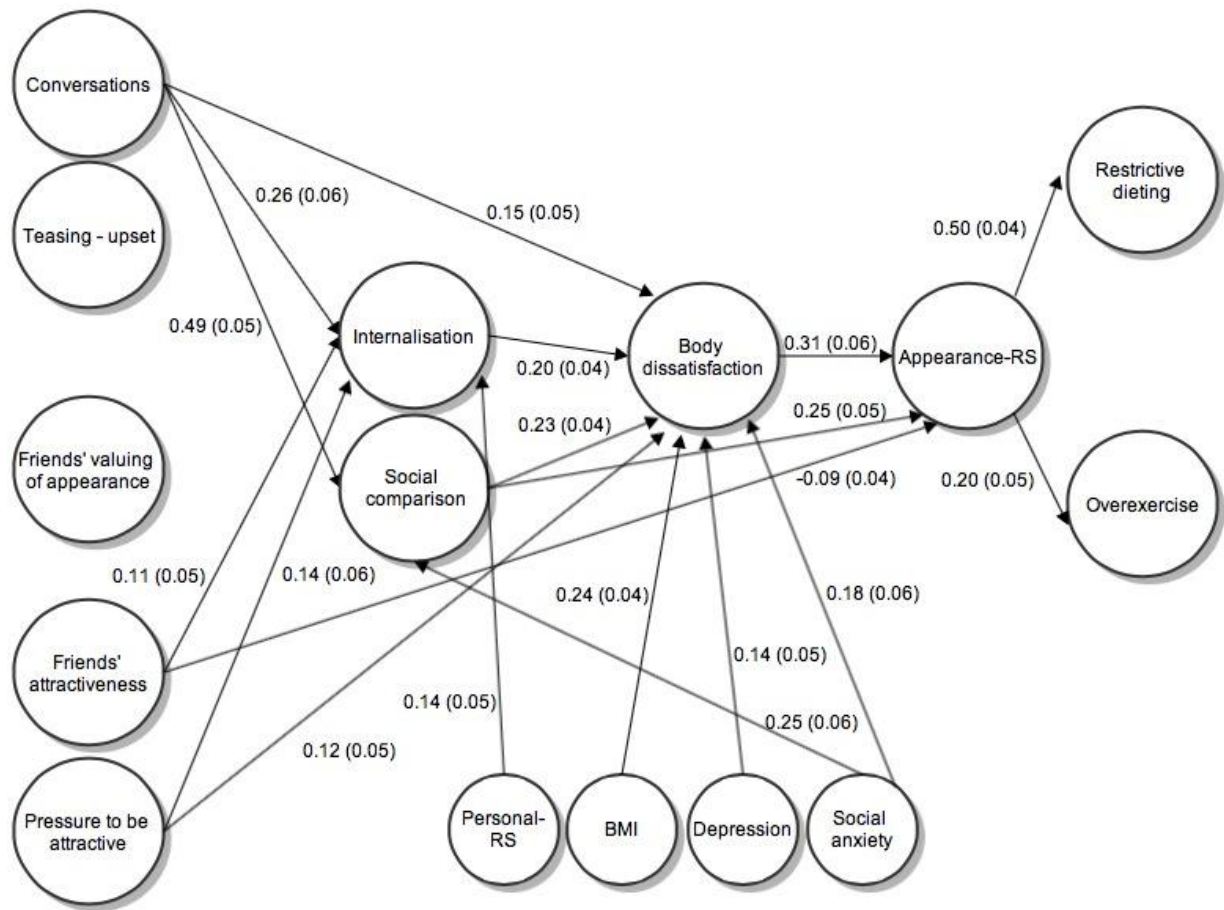 Conversations
Teasing - upset
Friends' valuing
of appearance
Friends'
attractiveness
Pressure to be
attractive
0.26 (0.06)
0.15 (0.05)
0.49 (0.05)
0.11 (0.05)
0.14 (0.06)
0.12 (0.05)
Internalisation
Social
comparison
0.20 (0.04)
0.23 (0.04)
0.25 (0.05)
-0.09 (0.04)
Body
dissatisfaction
0.31 (0.06)
Appearance-RS
0.50 (0.04)
0.20 (0.05)
Restrictive
dieting
Overexercise
0.14 (0.05)
0.24 (0.04)
0.14 (0.05)
0.25 (0.06)
0.18 (0.06)
Personal-
RS
BMI
Depression
Social
anxiety